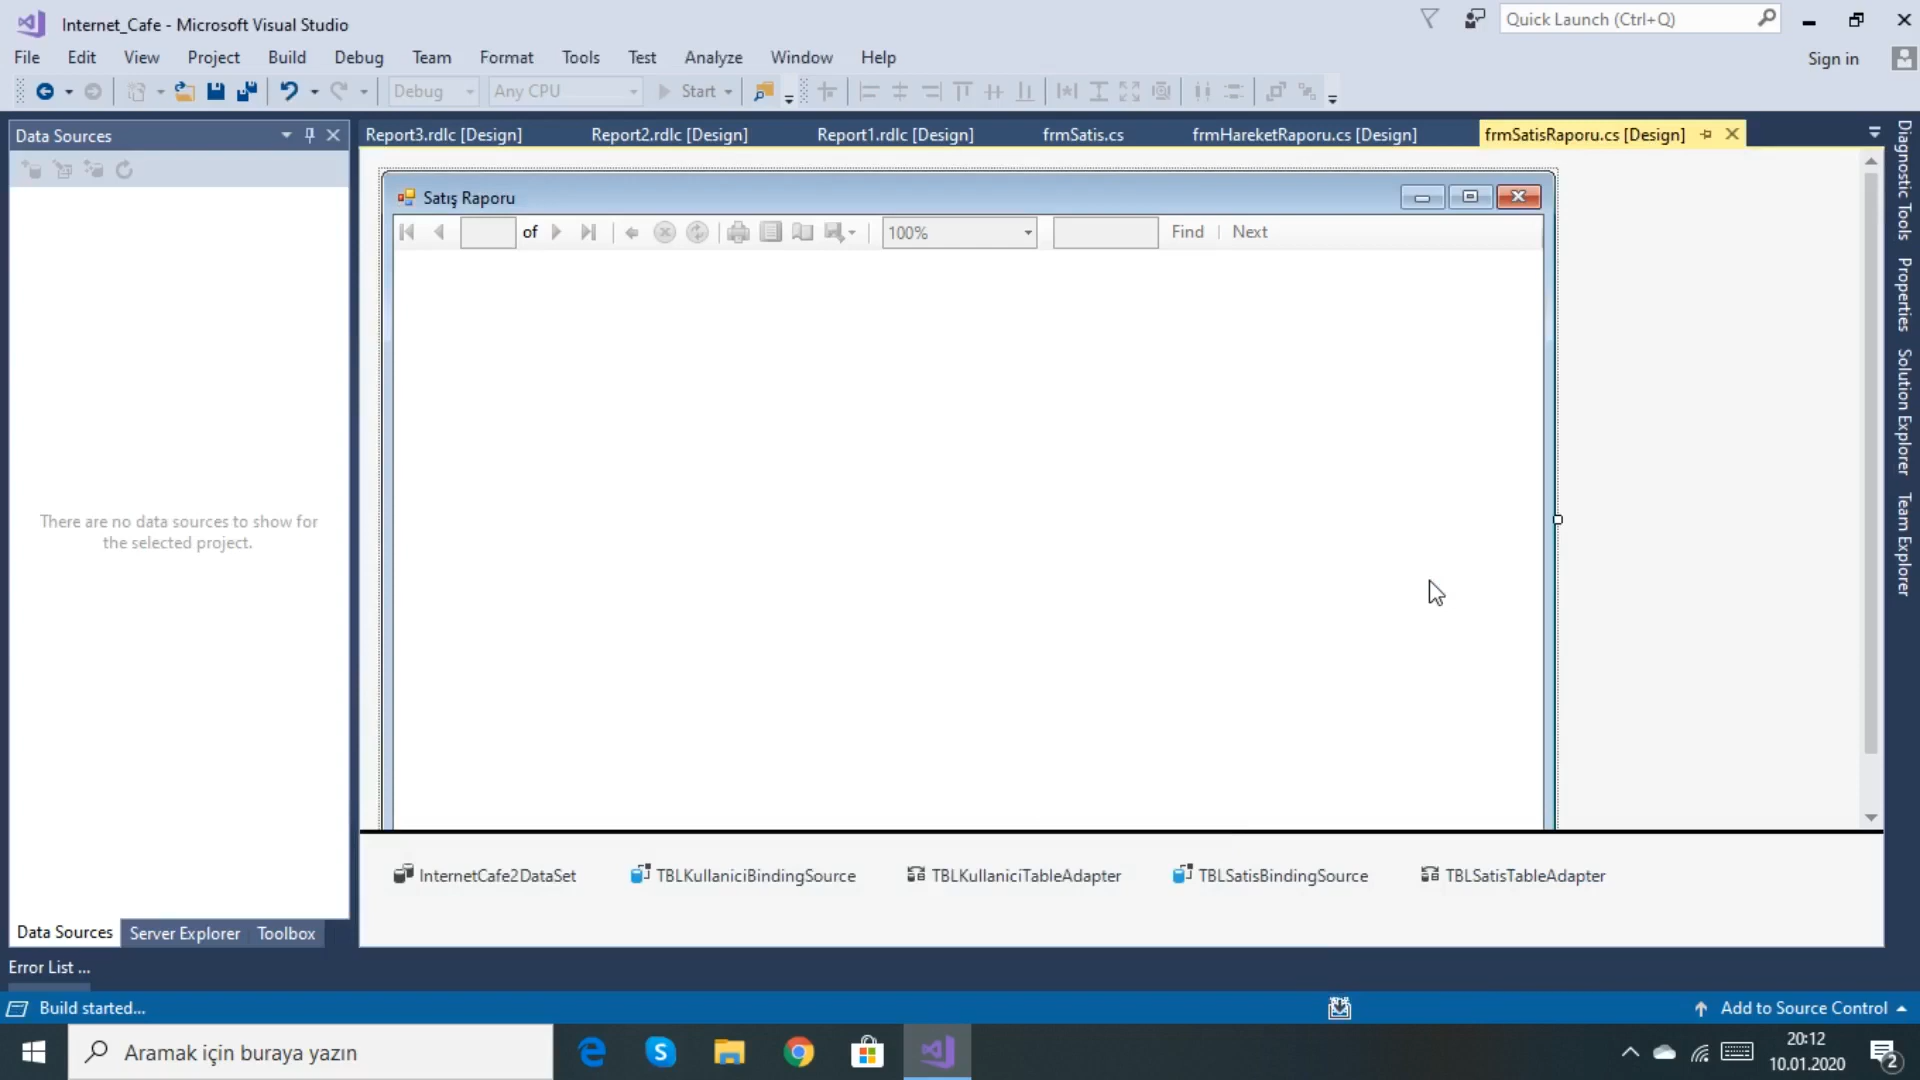 Internet_Cafe - Microsoft Visual Studio
Quick Launch (Ctrl+Q)
File Edit View Project Build Debug Team Format Tools Test Analyze Window Help
Sign in
Debug Any CPU Start
Data Sources
Report3.rdlc [Design] Report2.rdlc [Design] Report1.rdlc [Design] frmSatis.cs frmHareketRaporu.cs [Design] frmSatisRaporu.cs [Design]
Satış Raporu
of 100% Find Next
There are no data sources to show for
the selected project.
Diagnostic Tools
Properties
Solution Explorer
Team Explorer
InternetCafe2DataSet TBLKullaniciBindingSource TBLKullaniciTableAdapter TBLSatisBindingSource TBLSatisTableAdapter
Data Sources Server Explorer Toolbox
Error List ...
Build started...
Add to Source Control
Aramak için buraya yazın
20:12
10.01.2020
2